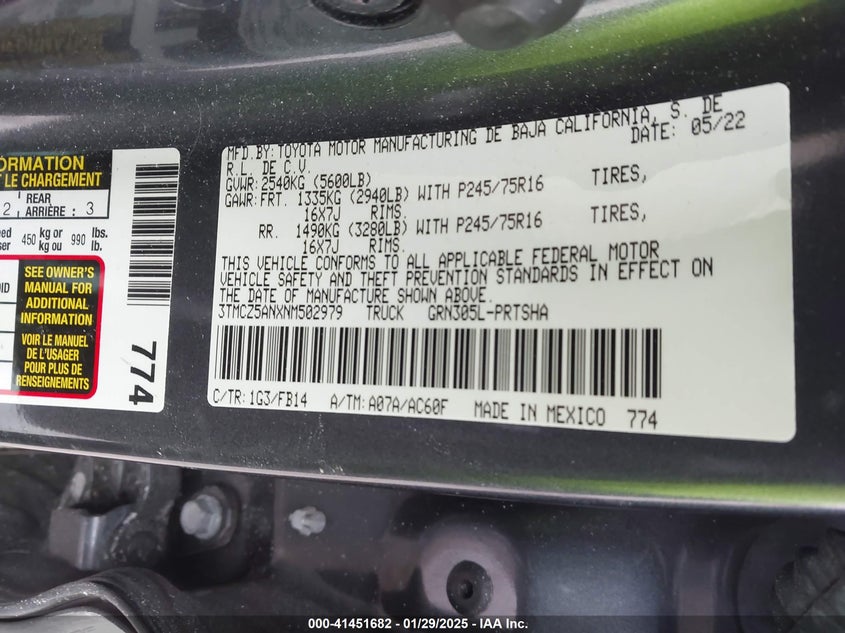 ORMATION
LE CHARGEMENT
2 REAR ARRIÈRE : 3
450 kg or kg ou 990 lbs. lb.
SEE OWNER'S
MANUAL FOR
ADDITIONAL
INFORMATION
VOIR LE MANUEL
DE L'USAGER
POUR PLUS DE
RENSEIGNEMENTS
774
MFD.BY:TOYOTA MOTOR MANUFACTURING DE BAJA CALIFORNIA, S. DE
R.L. DE C.V. DATE: 05/22
GVWR:2540KG (5600LB)
GAWR:FRT. 1335KG (2940LB) WITH P245/75R16 TIRES,
16X7J RIMS.
RR. 1490KG (3280LB) WITH P245/75R16 TIRES,
16X7J RIMS.
THIS VEHICLE CONFORMS TO ALL APPLICABLE FEDERAL MOTOR
VEHICLE SAFETY AND THEFT PREVENTION STANDARDS IN EFFECT ON
THE DATE OF MANUFACTURE SHOWN ABOVE.
3TMCZ5ANXNM502979 TRUCK GRN305L-PRTSHA
C/TR:1G3/FB14 A/TM:A07A/AC60F MADE IN MEXICO 774
000-41451682 - 01/29/2025 - IAA Inc.